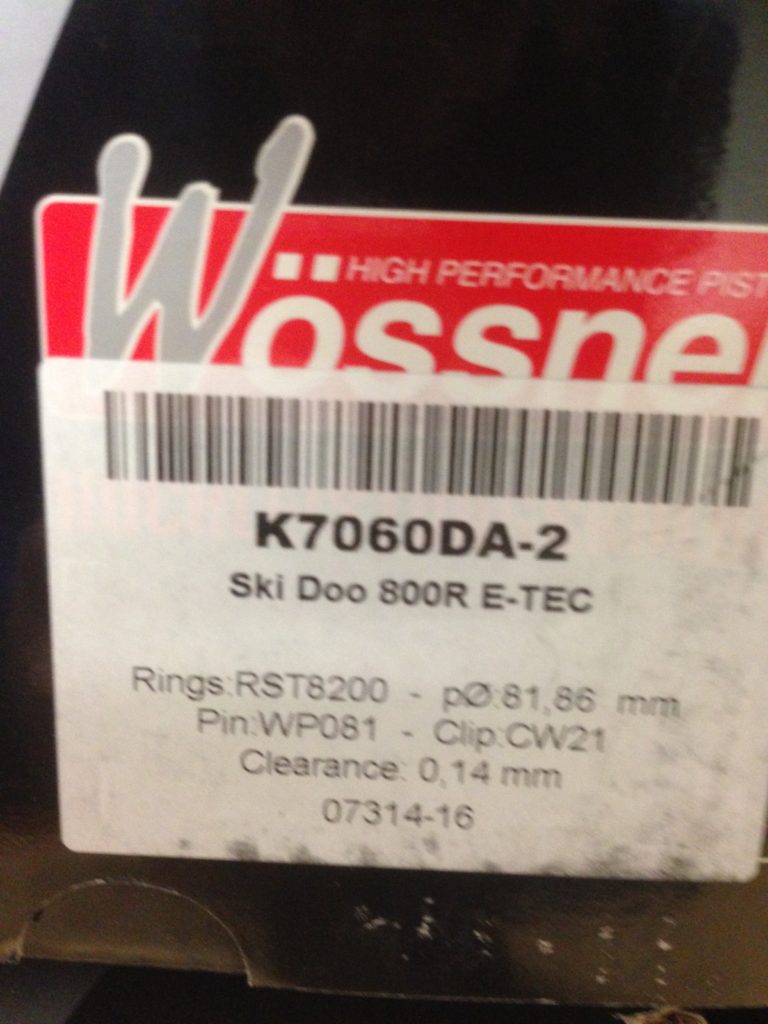 HIGH PERFORMANCE PIST
Wössne
K7060DA-2
Ski Doo 800R E-TEC
Rings:RST8200 - pØ:81,86 mm
Pin:WP081 - Clip:CW21
Clearance: 0,14 mm
07314-16